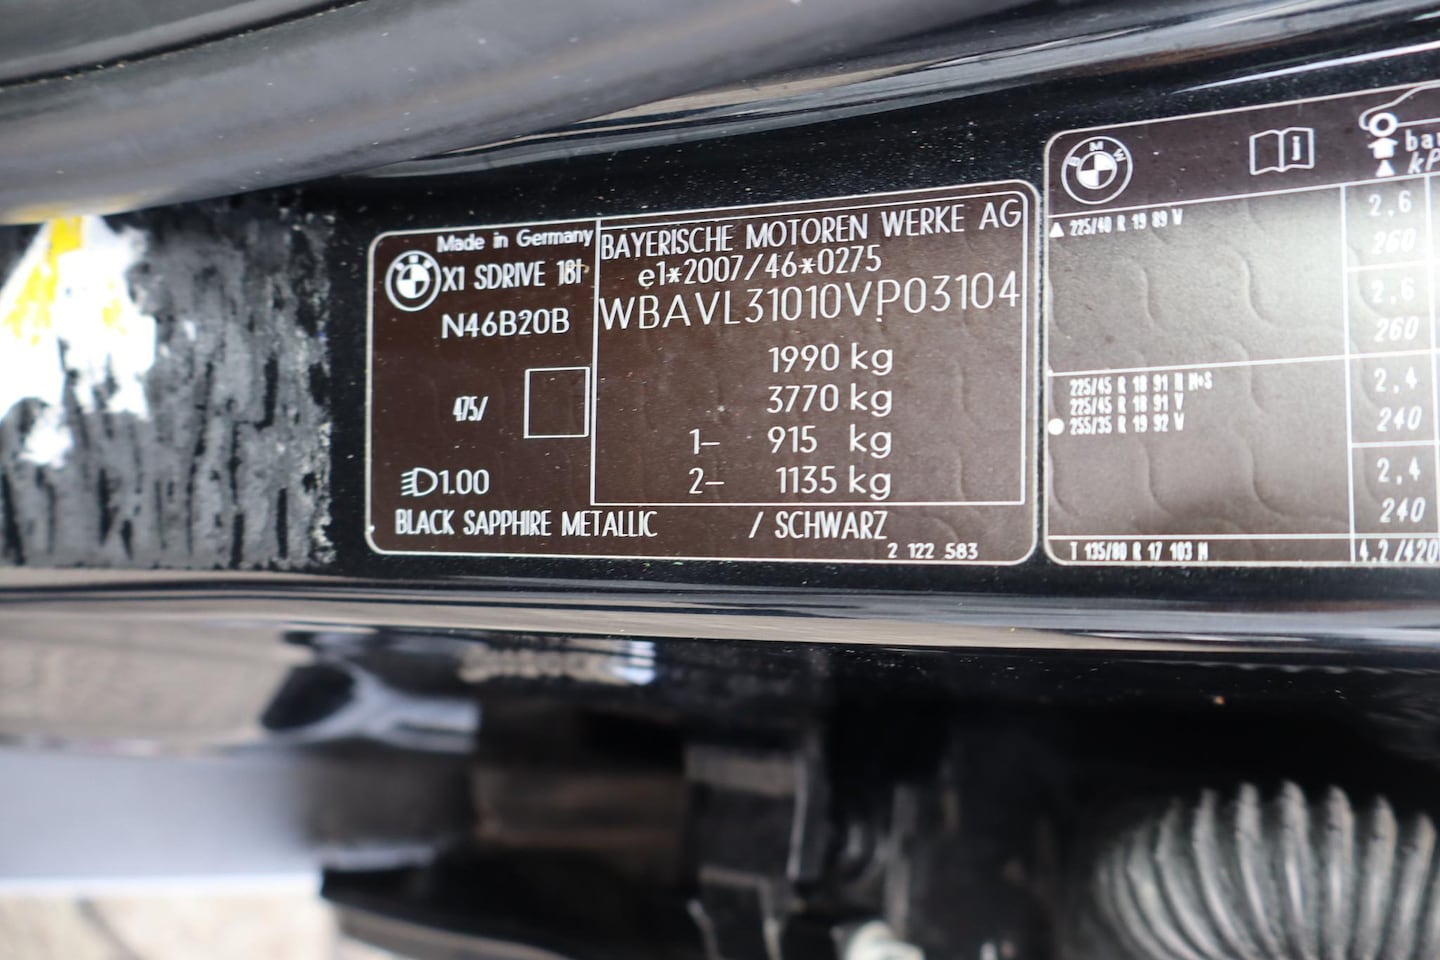 Made in Germany
X1 SDRIVE 18i
N46B20B
475/
1.00
BAYERISCHE MOTOREN WERKE AG
e1*2007/46*0275
WBAVL31010VP03104
1990 kg
3770 kg
1- 915 kg
2- 1135 kg
BLACK SAPPHIRE METALLIC / SCHWARZ
2 122 583
BMW
i
225/40 R 19 89 V
2,6
260
2,6
260
225/45 R 18 91 H M+S
225/45 R 18 91 V
255/35 R 19 92 V
2,4
240
2,4
240
T 135/80 R 17 103 M
4.2/420